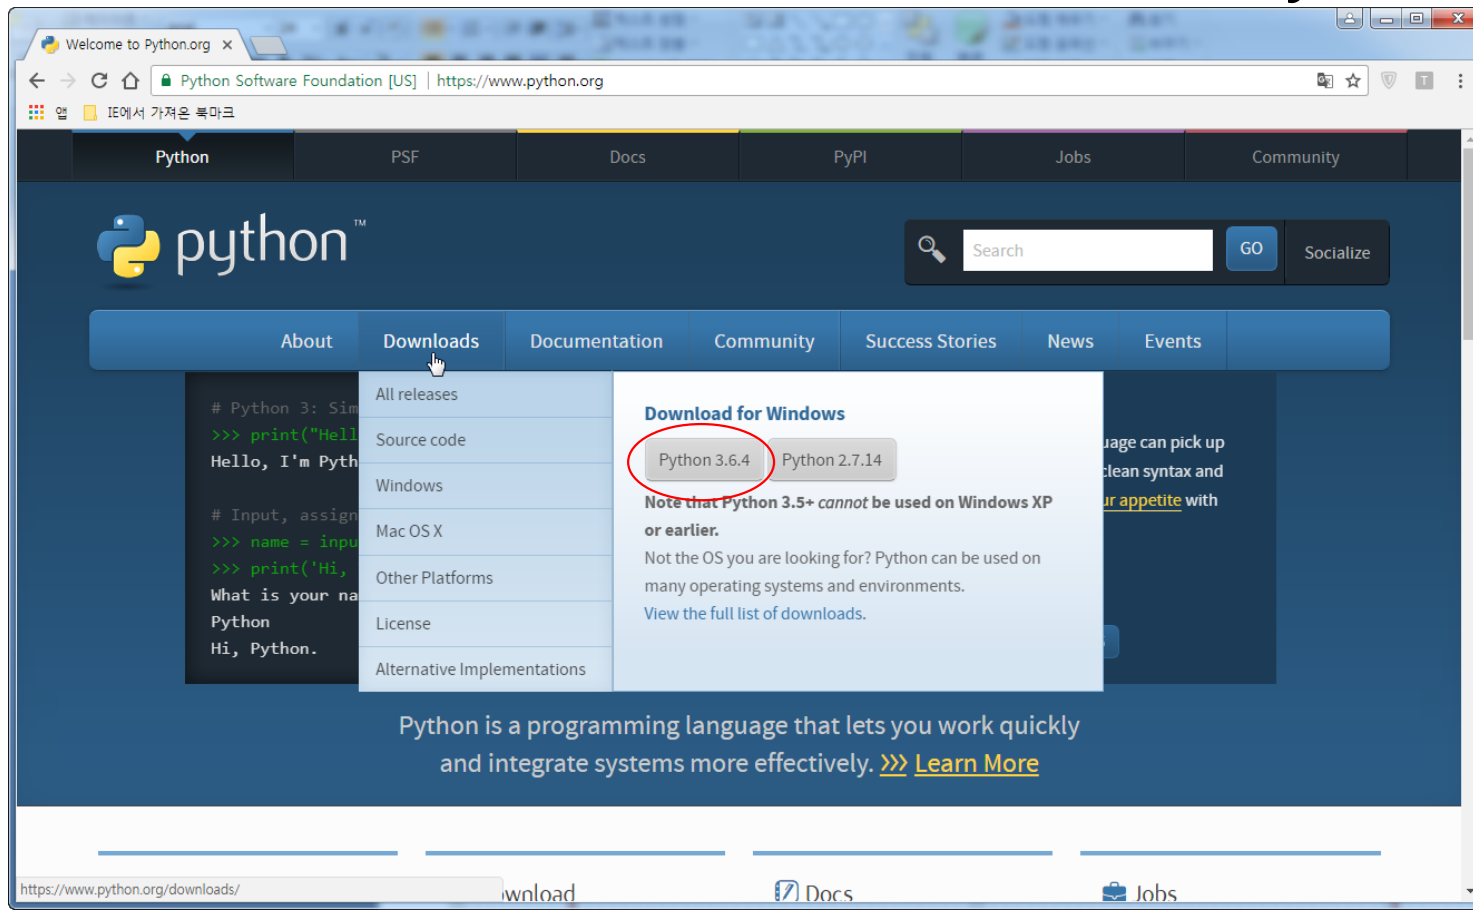 Welcome to Python.org
Python Software Foundation [US] | https://www.python.org
앱 IE에서 가져온 북마크
Python PSF Docs PyPI Jobs Community
python™
Search GO Socialize
About Downloads Documentation Community Success Stories News Events
All releases
Source code
Windows
Mac OS X
Other Platforms
License
Alternative Implementations
Download for Windows
Python 3.6.4 Python 2.7.14
Note that Python 3.5+ cannot be used on Windows XP
or earlier.
Not the OS you are looking for? Python can be used on
many operating systems and environments.
View the full list of downloads.
# Python 3: Sim
>>> print("Hell
Hello, I'm Pyth
# Input, assign
>>> name = inpu
>>> print('Hi,
What is your na
Python
Hi, Python.
uage can pick up
clean syntax and
ur appetite with
Python is a programming language that lets you work quickly
and integrate systems more effectively. >>> Learn More
https://www.python.org/downloads/
wnload
Docs
Jobs